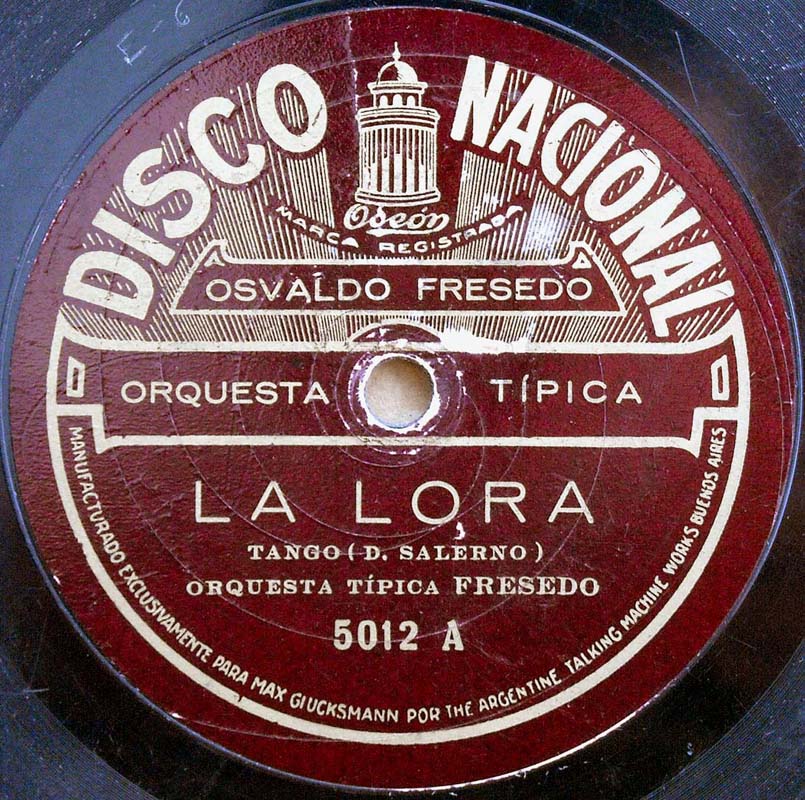 E-6
DISCO NACIONAL
Odeón
MARCA REGISTRADA
OSVALDO FRESEDO
ORQUESTA TÍPICA
LA LORA
TANGO ( D. SALERNO )
ORQUESTA TÍPICA FRESEDO
5012 A
MANUFACTURADO EXCLUSIVAMENTE PARA MAX GLUCKSMANN POR THE ARGENTINE TALKING MACHINE WORKS BUENOS AIRES